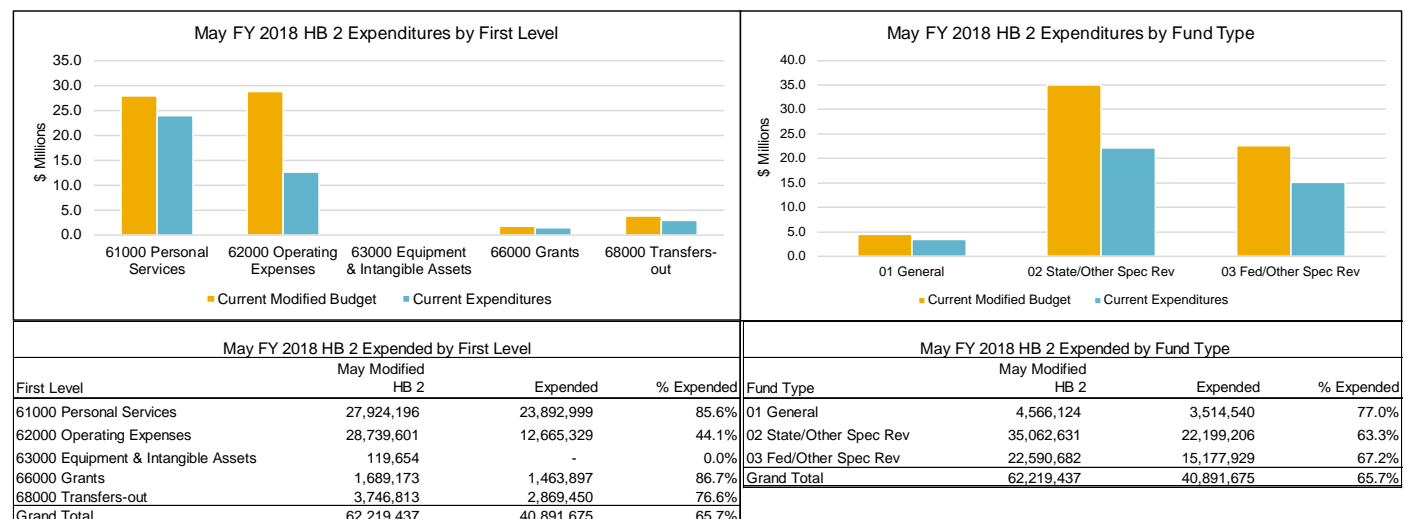 May FY 2018 HB 2 Expenditures by First Level
35.0
30.0
25.0
20.0
15.0
10.0
5.0
0.0
$ Millions
61000 Personal Services
62000 Operating Expenses
63000 Equipment & Intangible Assets
66000 Grants
68000 Transfers-out
Current Modified Budget Current Expenditures
May FY 2018 HB 2 Expenditures by Fund Type
40.0
35.0
30.0
25.0
20.0
15.0
10.0
5.0
0.0
$ Millions
01 General 02 State/Other Spec Rev 03 Fed/Other Spec Rev
Current Modified Budget Current Expenditures
May FY 2018 HB 2 Expended by First Level
May Modified
First Level HB 2 Expended % Expended
61000 Personal Services 27,924,196 23,892,999 85.6%
62000 Operating Expenses 28,739,601 12,665,329 44.1%
63000 Equipment & Intangible Assets 119,654 - 0.0%
66000 Grants 1,689,173 1,463,897 86.7%
68000 Transfers-out 3,746,813 2,869,450 76.6%
Grand Total 62,219,437 40,891,675 65.7%
May FY 2018 HB 2 Expended by Fund Type
May Modified
Fund Type HB 2 Expended % Expended
01 General 4,566,124 3,514,540 77.0%
02 State/Other Spec Rev 35,062,631 22,199,206 63.3%
03 Fed/Other Spec Rev 22,590,682 15,177,929 67.2%
Grand Total 62,219,437 40,891,675 65.7%